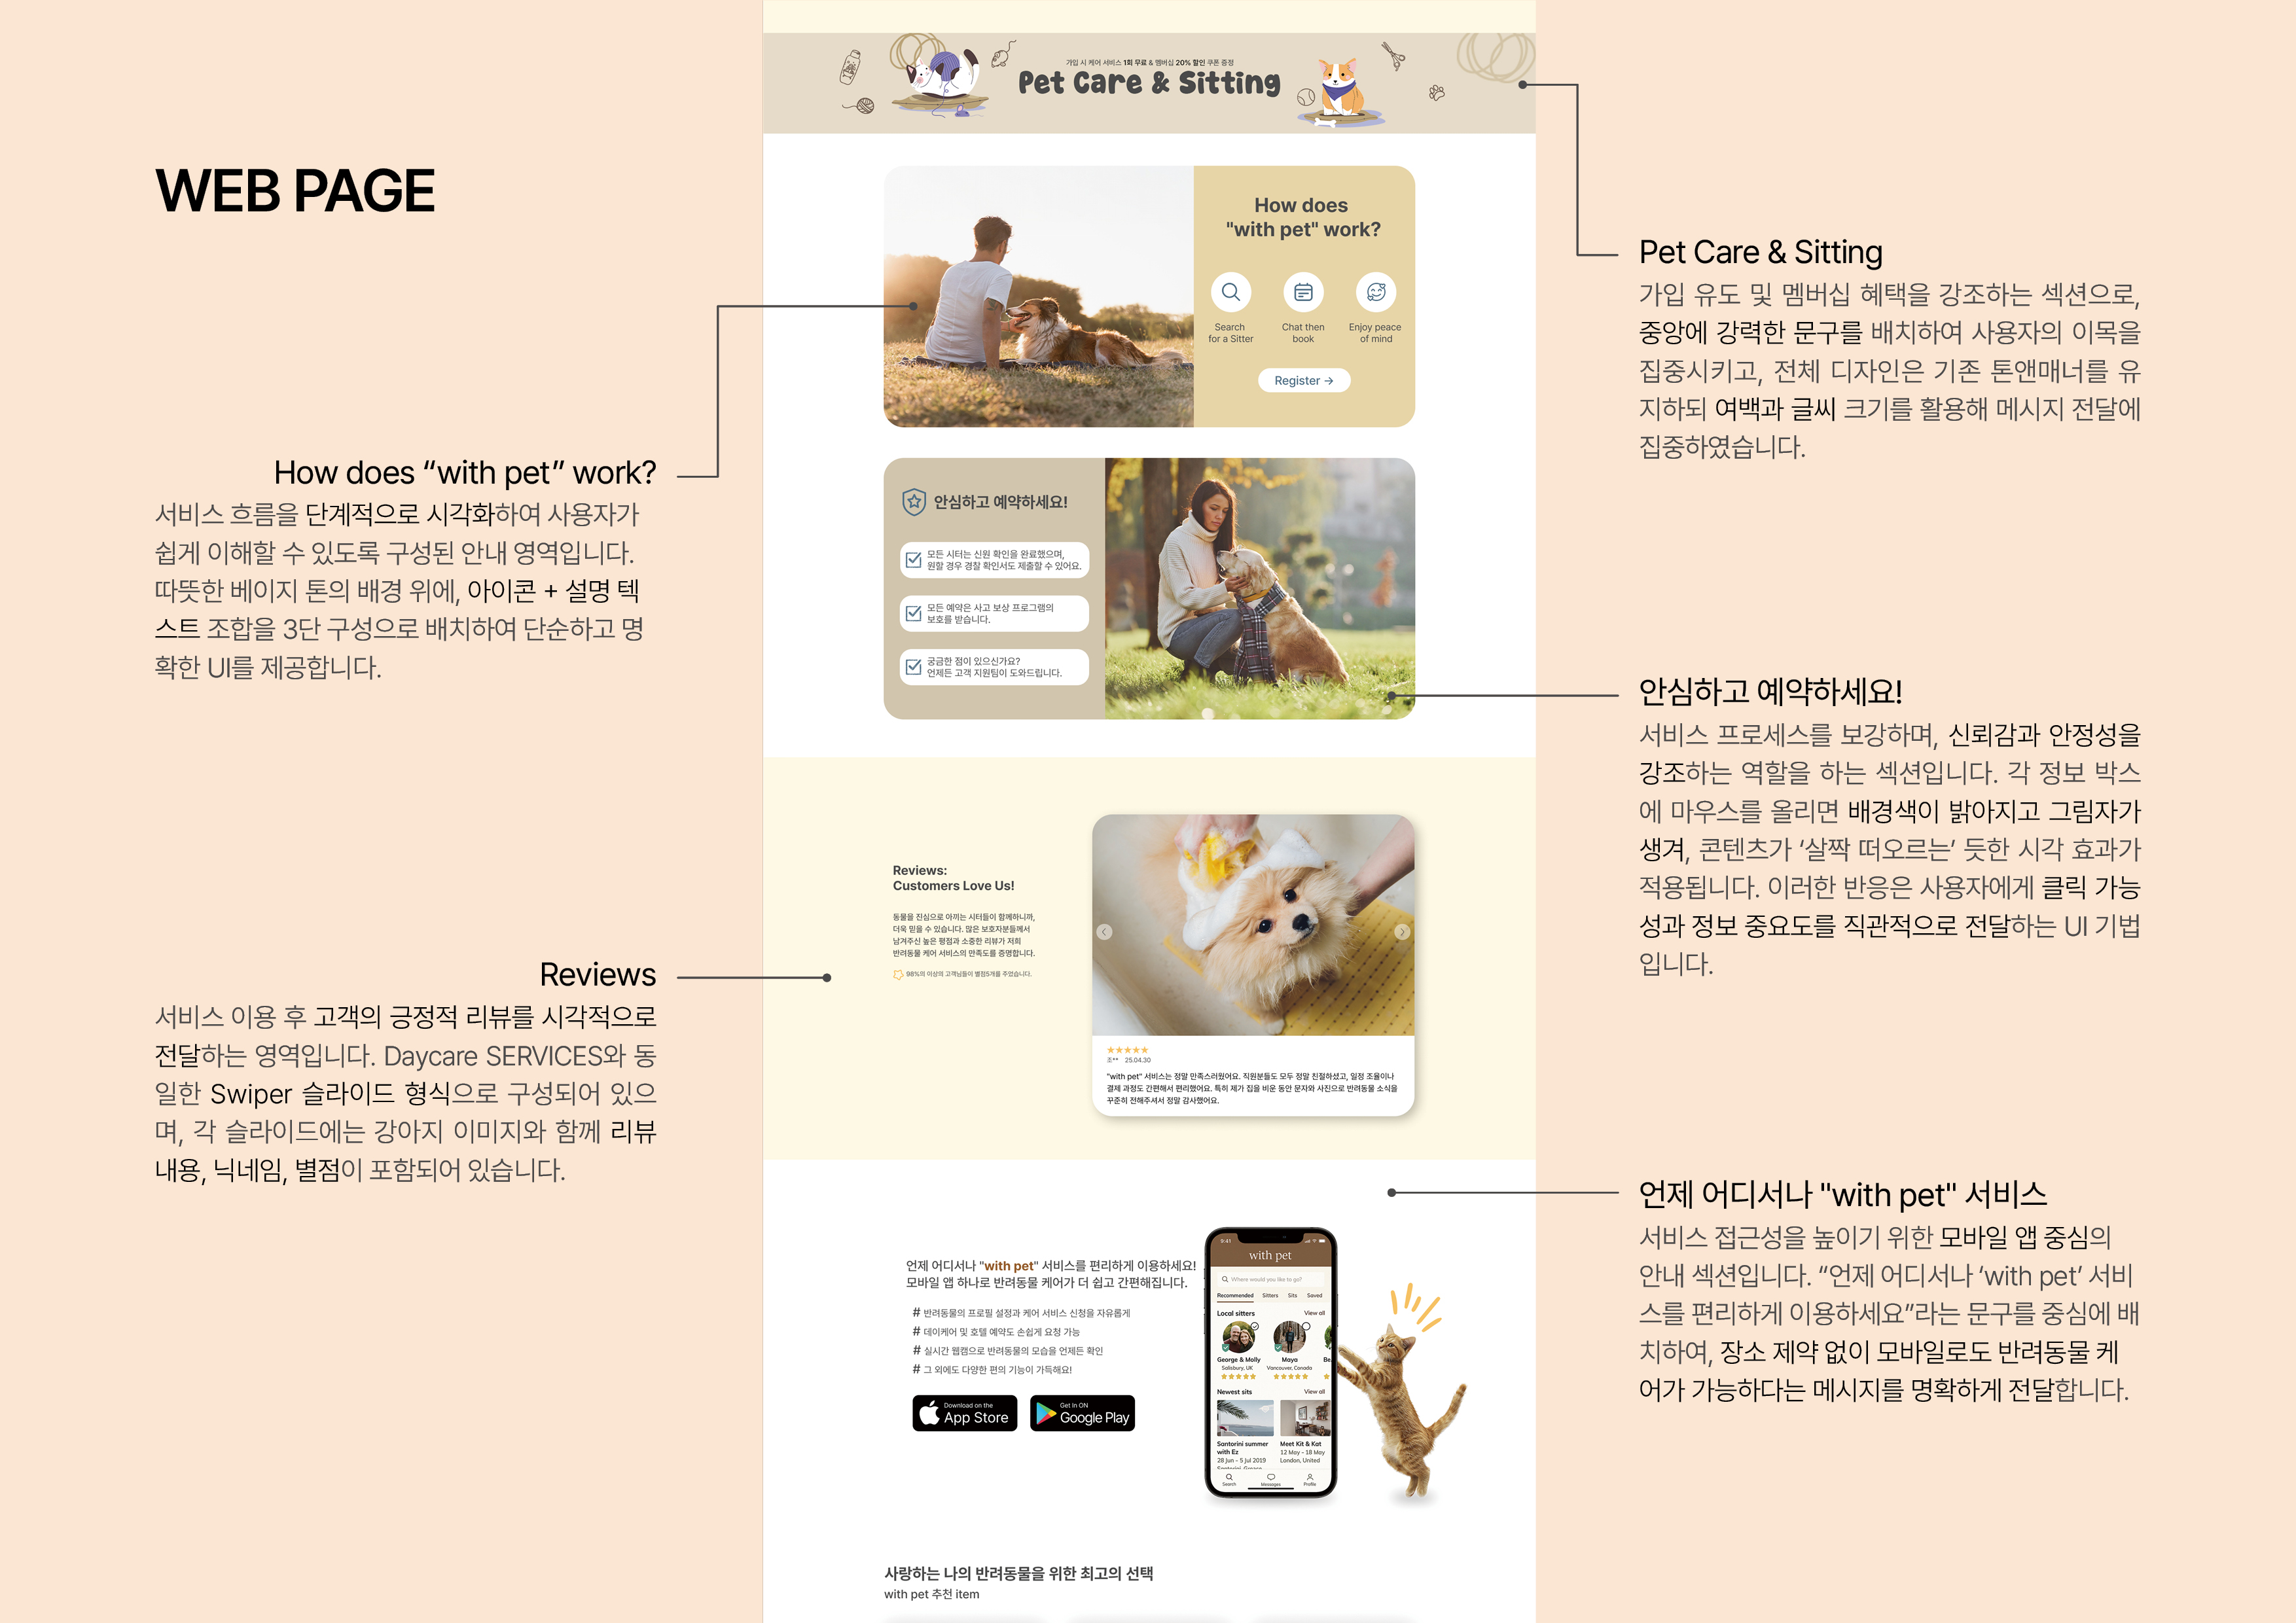 WEB PAGE
How does “with pet” work?
서비스 흐름을 단계적으로 시각화하여 사용자가
쉽게 이해할 수 있도록 구성된 안내 영역입니다.
따뜻한 베이지 톤의 배경 위에, 아이콘 + 설명 텍
스트 조합을 3단 구성으로 배치하여 단순하고 명
확한 UI를 제공합니다.
Reviews
서비스 이용 후 고객의 긍정적 리뷰를 시각적으로
전달하는 영역입니다. Daycare SERVICES와 동
일한 Swiper 슬라이드 형식으로 구성되어 있으
며, 각 슬라이드에는 강아지 이미지와 함께 리뷰
내용, 닉네임, 별점이 포함되어 있습니다.
가입 시 케어 서비스 1회 무료 & 멤버십 20% 할인 쿠폰 증정
Pet Care & Sitting
How does
"with pet" work?
Search
for a Sitter
Chat then
book
Enjoy peace
of mind
Register →
안심하고 예약하세요!
모든 시터는 신원 확인을 완료했으며,
원할 경우 경찰 확인서도 제출할 수 있어요.
모든 예약은 사고 보상 프로그램의
보호를 받습니다.
궁금한 점이 있으신가요?
언제든 고객 지원팀이 도와드립니다.
Reviews:
Customers Love Us!
동물을 진심으로 아끼는 시터들이 함께하니까,
더욱 믿을 수 있습니다. 많은 보호자분들께서
남겨주신 높은 평점과 소중한 리뷰가 저희
반려동물 케어 서비스의 만족도를 증명합니다.
98%의 이상의 고객님들이 별점5개를 주었습니다.
★★★★★
조** 25.04.30
"with pet" 서비스는 정말 만족스러웠어요. 직원분들도 모두 정말 친절하셨고, 일정 조율이나
결제 과정도 간편해서 편리했어요. 특히 제가 집을 비운 동안 문자와 사진으로 반려동물 소식을
꾸준히 전해주셔서 정말 감사했어요.
언제 어디서나 "with pet" 서비스를 편리하게 이용하세요!
모바일 앱 하나로 반려동물 케어가 더 쉽고 간편해집니다.
# 반려동물의 프로필 설정과 케어 서비스 신청을 자유롭게
# 데이케어 및 호텔 예약도 손쉽게 요청 가능
# 실시간 웹캠으로 반려동물의 모습을 언제든 확인
# 그 외에도 다양한 편의 기능이 가득해요!
Download on the
App Store
Get In ON
Google Play
9:41
with pet
Where would you like to go?
Recommended Sitters Sits Saved
Local sitters View all
George & Molly Maya Be
Salisbury, UK Vancouver, Canada
★★★★★ ★★★★★
Newest sits View all
Santorini summer
with Ez
28 Jun – 5 Jul 2019
Meet Kit & Kat
12 May – 18 May
London, United
Search Messages Profile
사랑하는 나의 반려동물을 위한 최고의 선택
with pet 추천 item
Pet Care & Sitting
가입 유도 및 멤버십 혜택을 강조하는 섹션으로,
중앙에 강력한 문구를 배치하여 사용자의 이목을
집중시키고, 전체 디자인은 기존 톤앤매너를 유
지하되 여백과 글씨 크기를 활용해 메시지 전달에
집중하였습니다.
안심하고 예약하세요!
서비스 프로세스를 보강하며, 신뢰감과 안정성을
강조하는 역할을 하는 섹션입니다. 각 정보 박스
에 마우스를 올리면 배경색이 밝아지고 그림자가
생겨, 콘텐츠가 ‘살짝 떠오르는’ 듯한 시각 효과가
적용됩니다. 이러한 반응은 사용자에게 클릭 가능
성과 정보 중요도를 직관적으로 전달하는 UI 기법
입니다.
언제 어디서나 "with pet" 서비스
서비스 접근성을 높이기 위한 모바일 앱 중심의
안내 섹션입니다. “언제 어디서나 ‘with pet’ 서비
스를 편리하게 이용하세요”라는 문구를 중심에 배
치하여, 장소 제약 없이 모바일로도 반려동물 케
어가 가능하다는 메시지를 명확하게 전달합니다.